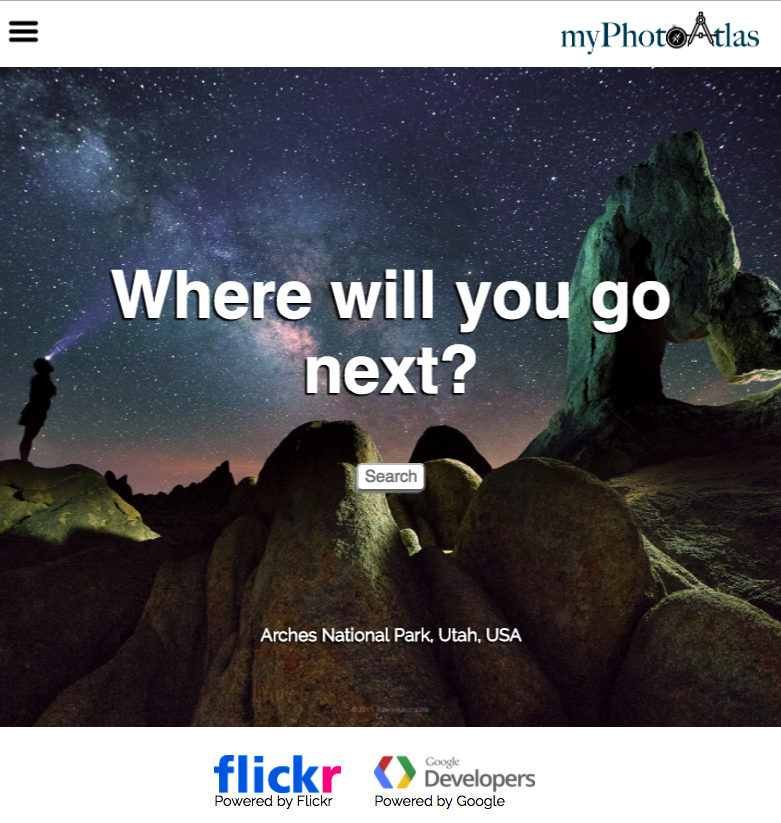 myPhotoAtlas
Where will you go
next?
Search
Arches National Park, Utah, USA
© 2015
flickr
Google
Developers
Powered by Flickr
Powered by Google